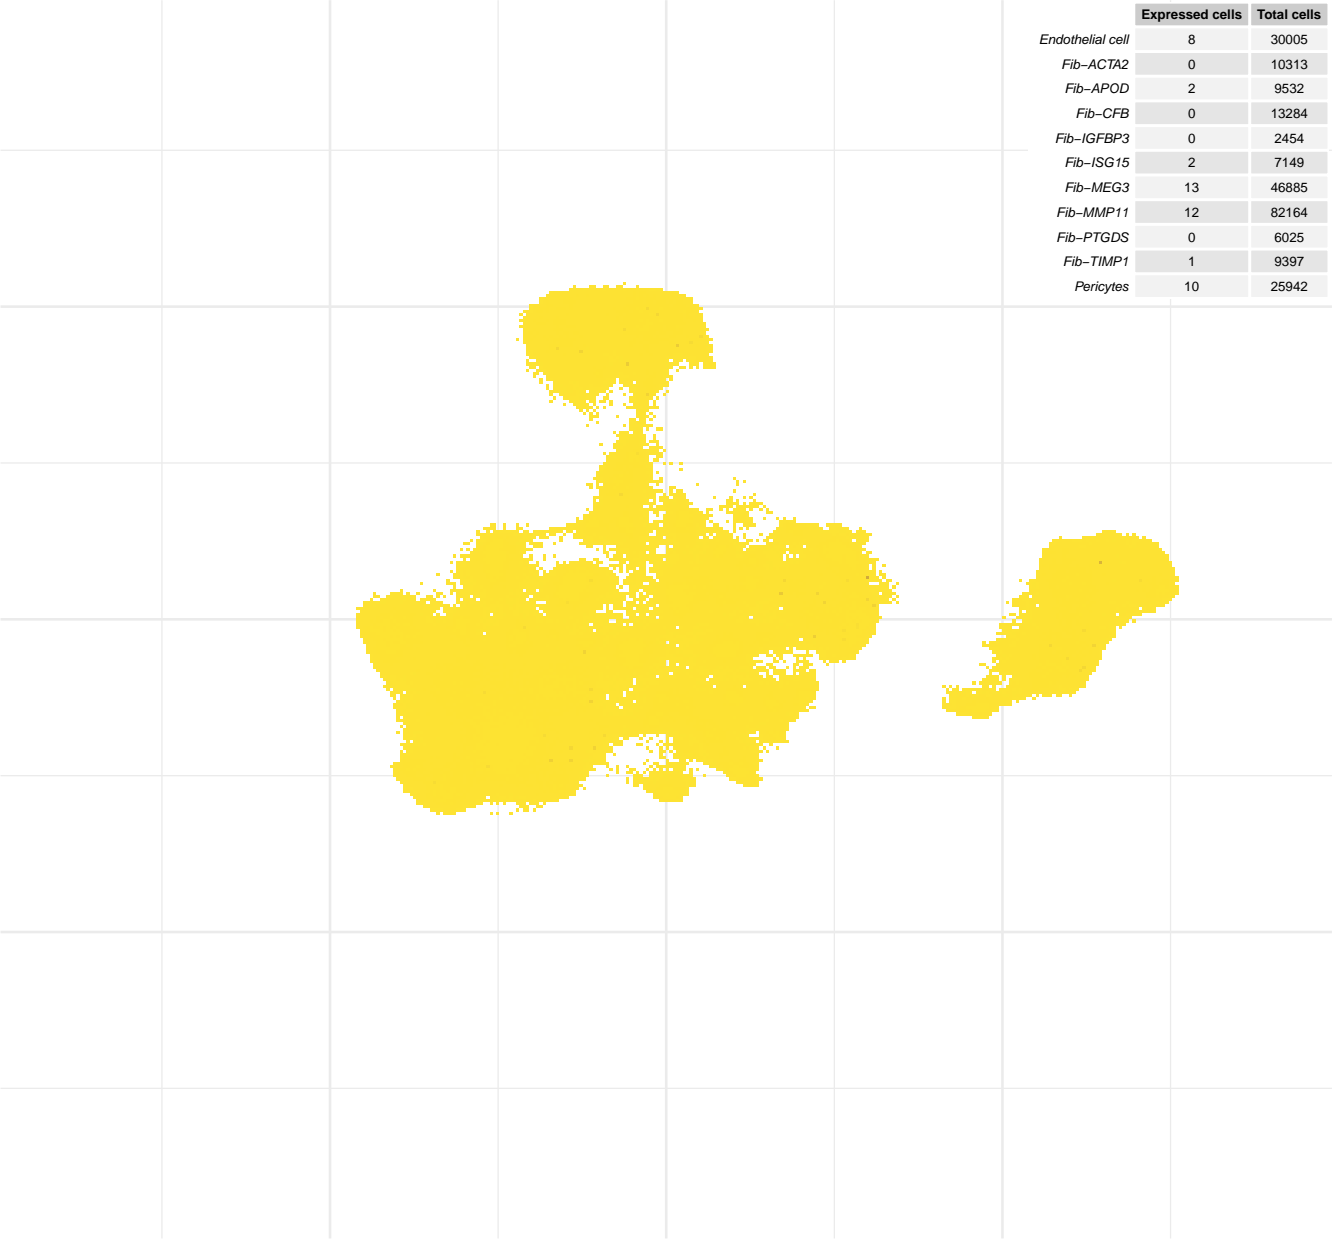 Expressed cells Total cells
Endothelial cell 8 30005
Fib−ACTA2 0 10313
Fib−APOD 2 9532
Fib−CFB 0 13284
Fib−IGFBP3 0 2454
Fib−ISG15 2 7149
Fib−MEG3 13 46885
Fib−MMP11 12 82164
Fib−PTGDS 0 6025
Fib−TIMP1 1 9397
Pericytes 10 25942